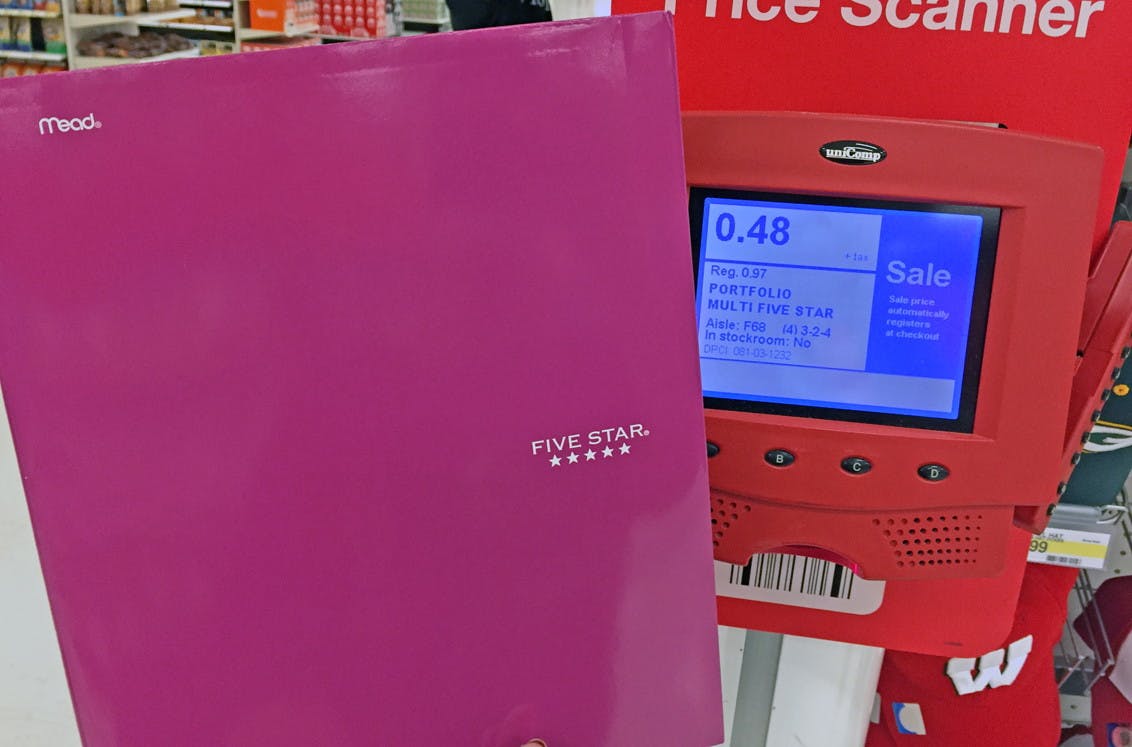 Price Scanner
Mead®
uniComp
0.48
+ tax
Reg. 0.97
PORTFOLIO
MULTI FIVE STAR
Aisle: F68 (4) 3-2-4
In stockroom: No
DPCI: 081-03-1232
Sale
Sale price
automatically
registers
at checkout
FIVE STAR®
B
C
D
HAT
99
W